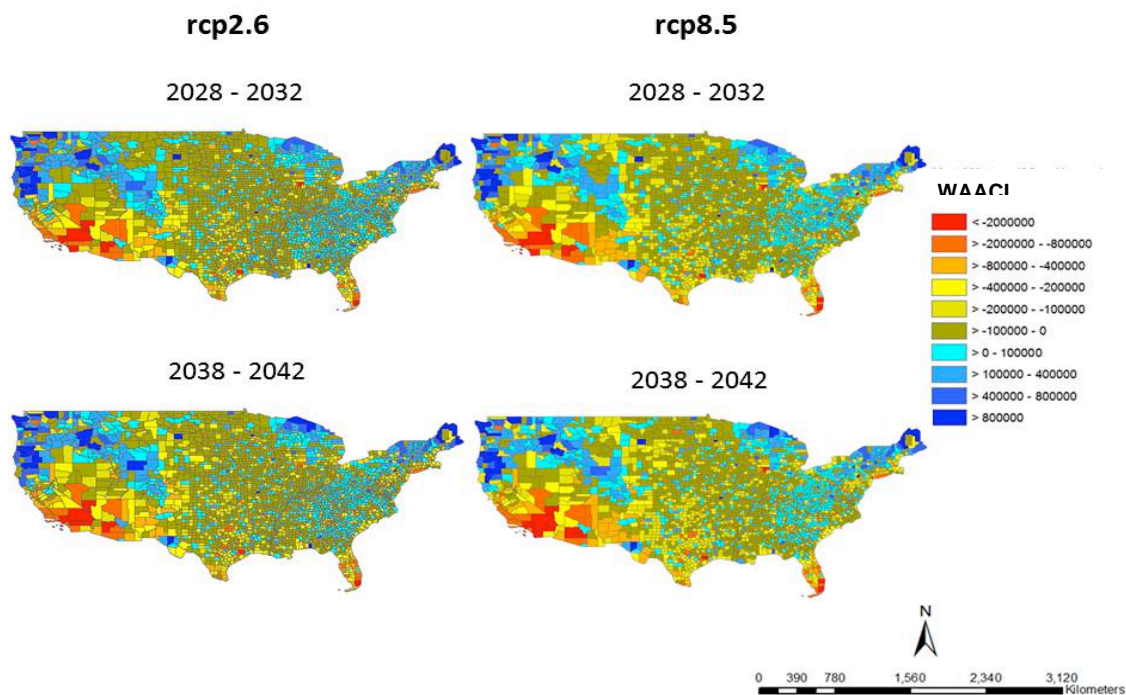 rcp2.6
rcp8.5
2028 - 2032
2028 - 2032
2038 - 2042
2038 - 2042
WAACI
< -2000000
> -2000000 - -800000
> -800000 - -400000
> -400000 - -200000
> -200000 - -100000
> -100000 - 0
> 0 - 100000
> 100000 - 400000
> 400000 - 800000
> 800000
N
0 390 780 1,560 2,340 3,120
Kilometers